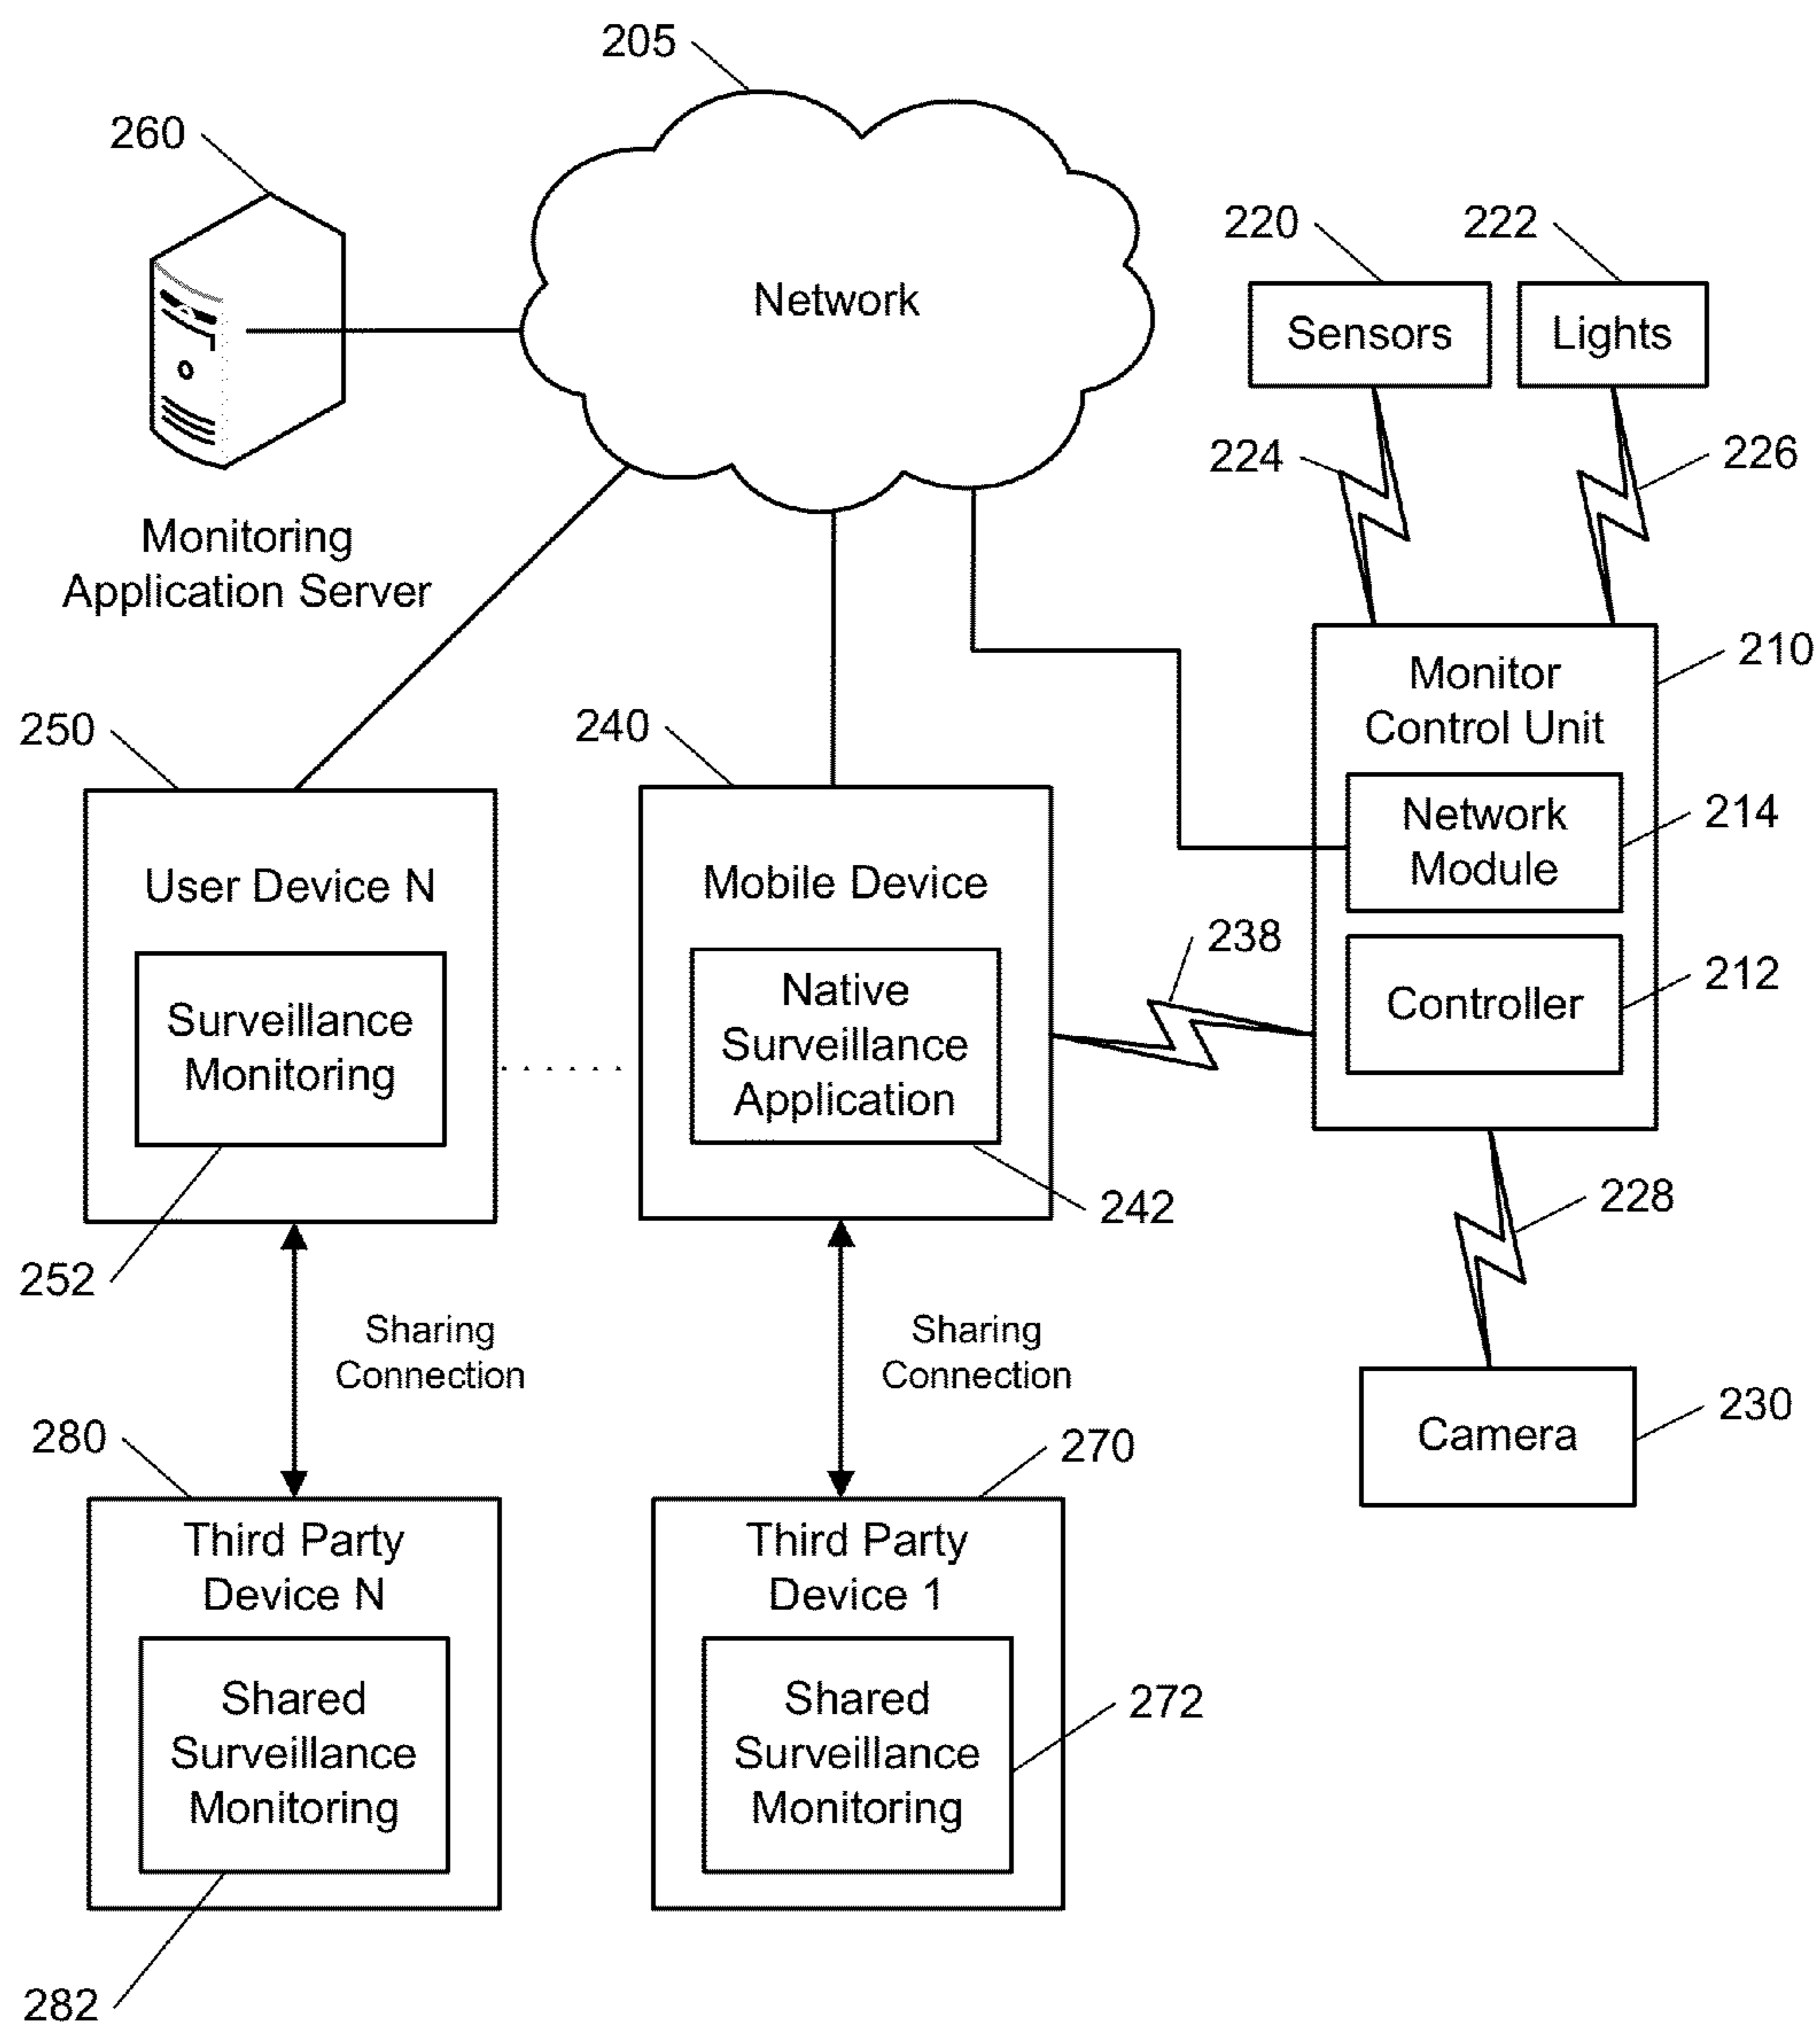 205
260
Network
220
222
Sensors
Lights
224
226
Monitoring
Application Server
210
Monitor
Control Unit
250
240
Network
Module
214
User Device N
Mobile Device
238
Controller
212
Surveillance
Monitoring
Native
Surveillance
Application
242
228
252
Sharing
Connection
Sharing
Connection
230
Camera
280
270
Third Party
Device N
Third Party
Device 1
Shared
Surveillance
Monitoring
Shared
Surveillance
Monitoring
272
282